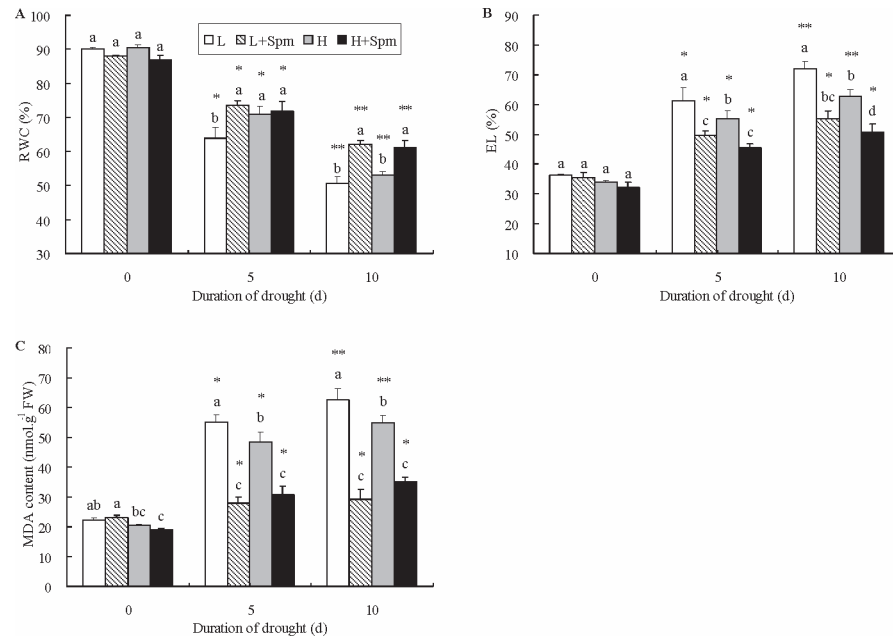 A
100
90
80
70
60
50
40
30
RWC (%)
L L+Spm H H+Spm
a a a a
* * * *
b a a a
** ** ** **
b a b a
0 5 10
Duration of drought (d)
B
90
80
70
60
50
40
30
20
10
EL (%)
a a a a
* * * *
a c b c
** * ** *
a bc b d
0 5 10
Duration of drought (d)
C
80
70
60
50
40
30
20
10
0
MDA content (nmol.g¹ FW)
ab a bc c
* * * *
a c b c
** * ** *
a c b c
0 5 10
Duration of drought (d)